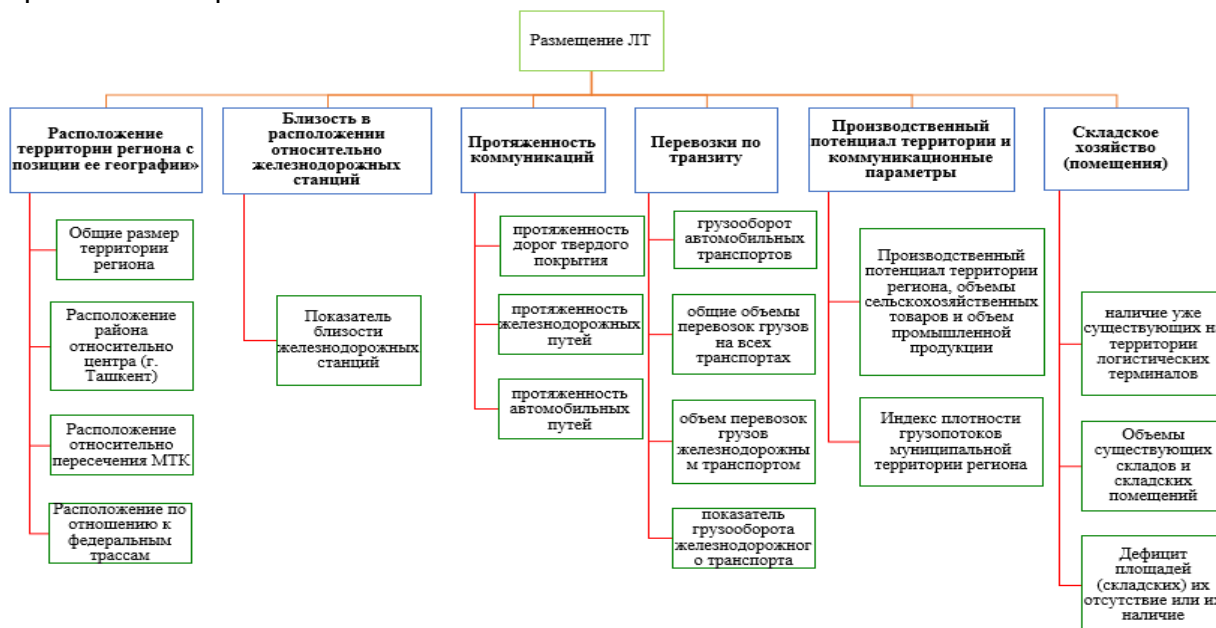 Размещение ЛТ
Расположение
территории региона с
позиции ее географии»
Общие размер
территории
региона
Расположение
района
относительно
центра (г.
Ташкент)
Расположение
относительно
пересечения МТК
Расположение по
отношению к
федеральным
трассам
Близость в
расположении
относительно
железнодорожных
станций
Показатель
близости
железнодорожных
станций
Протяженность
коммуникаций
протяженность
дорог твердого
покрытия
протяженность
железнодорожных
путей
протяженность
автомобильных
путей
Перевозки по
транзиту
грузооборот
автомобильных
транспортов
общие объемы
перевозок грузов
на всех
транспортах
объем перевозок
грузов
железнодорожны
м транспортом
показатель
грузооборота
железнодорожног
о транспорта
Производственный
потенциал территории и
коммуникационные
параметры
Производственный
потенциал территории
региона, объемы
сельскохозяйственных
товаров и объем
промышленной
продукции
Индекс плотности
грузопотоков
муниципальной
территории региона
Складское
хозяйство
(помещения)
наличие уже
существующих на
территории
логистических
терминалов
Объемы
существующих
складов и
складских
помещений
Дефицит
площадей
(складских) их
отсутствие или их
наличие